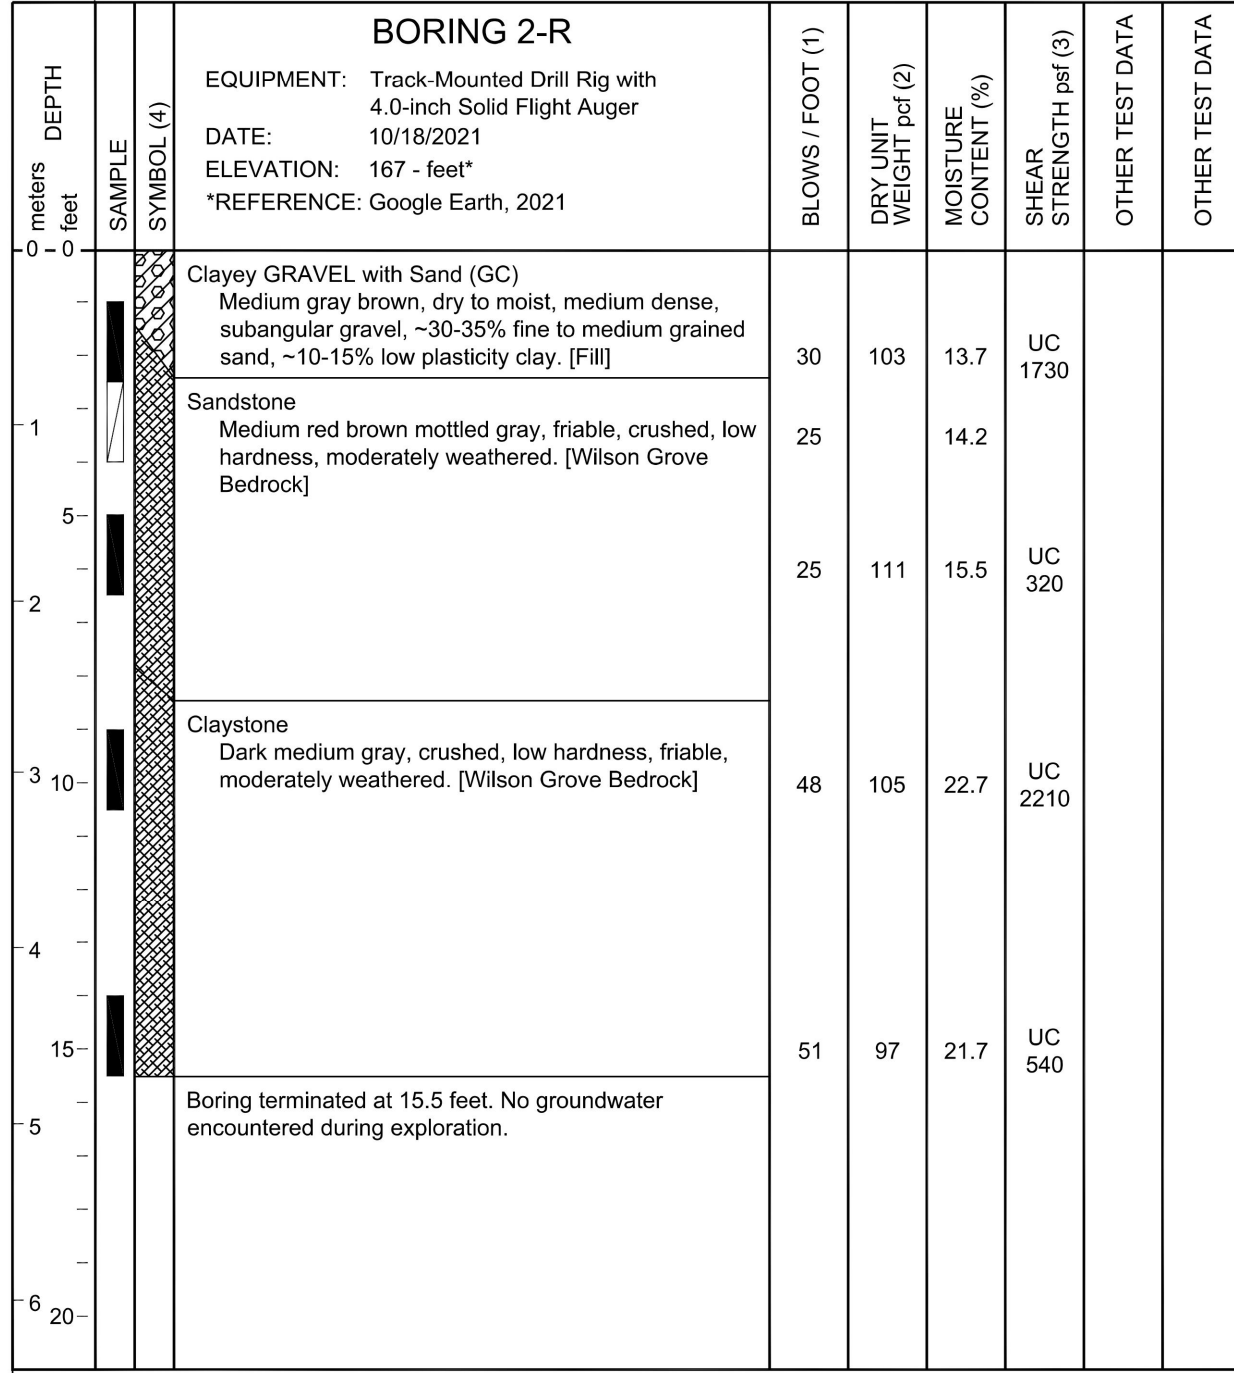 BORING 2-R
EQUIPMENT: Track-Mounted Drill Rig with
4.0-inch Solid Flight Auger
DATE: 10/18/2021
ELEVATION: 167 - feet*
*REFERENCE: Google Earth, 2021
meters
feet
DEPTH
SAMPLE
SYMBOL (4)
BLOWS / FOOT (1)
DRY UNIT
WEIGHT pcf (2)
MOISTURE
CONTENT (%)
SHEAR
STRENGTH psf (3)
OTHER TEST DATA
OTHER TEST DATA
0 - 0
Clayey GRAVEL with Sand (GC)
Medium gray brown, dry to moist, medium dense,
subangular gravel, ~30-35% fine to medium grained
sand, ~10-15% low plasticity clay. [Fill]
30 103 13.7 UC
1730
Sandstone
Medium red brown mottled gray, friable, crushed, low
hardness, moderately weathered. [Wilson Grove
Bedrock]
1
25 14.2
5
25 111 15.5 UC
320
2
Claystone
Dark medium gray, crushed, low hardness, friable,
moderately weathered. [Wilson Grove Bedrock]
3 10
48 105 22.7 UC
2210
4
15
51 97 21.7 UC
540
Boring terminated at 15.5 feet. No groundwater
encountered during exploration.
5
6 20